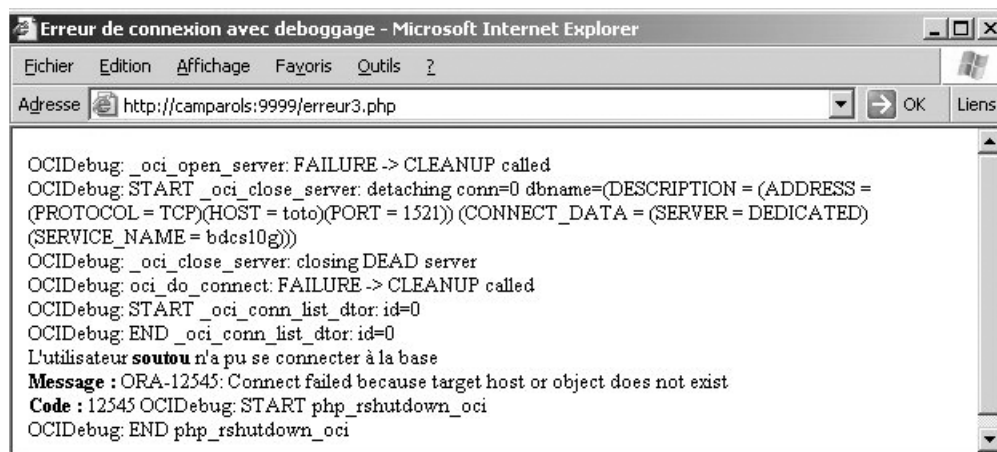 Erreur de connexion avec deboggage - Microsoft Internet Explorer
Fichier Edition Affichage Favoris Outils ?
Adresse http://camparols:9999/erreur3.php OK Liens
OCIDebug: _oci_open_server: FAILURE -> CLEANUP called
OCIDebug: START _oci_close_server: detaching conn=0 dbname=(DESCRIPTION = (ADDRESS =
(PROTOCOL = TCP)(HOST = toto)(PORT = 1521)) (CONNECT_DATA = (SERVER = DEDICATED)
(SERVICE_NAME = bdcs10g)))
OCIDebug: _oci_close_server: closing DEAD server
OCIDebug: oci_do_connect: FAILURE -> CLEANUP called
OCIDebug: START _oci_conn_list_dtor: id=0
OCIDebug: END _oci_conn_list_dtor: id=0
L'utilisateur soutou n'a pu se connecter à la base
Message : ORA-12545: Connect failed because target host or object does not exist
Code : 12545 OCIDebug: START php_rshutdown_oci
OCIDebug: END php_rshutdown_oci